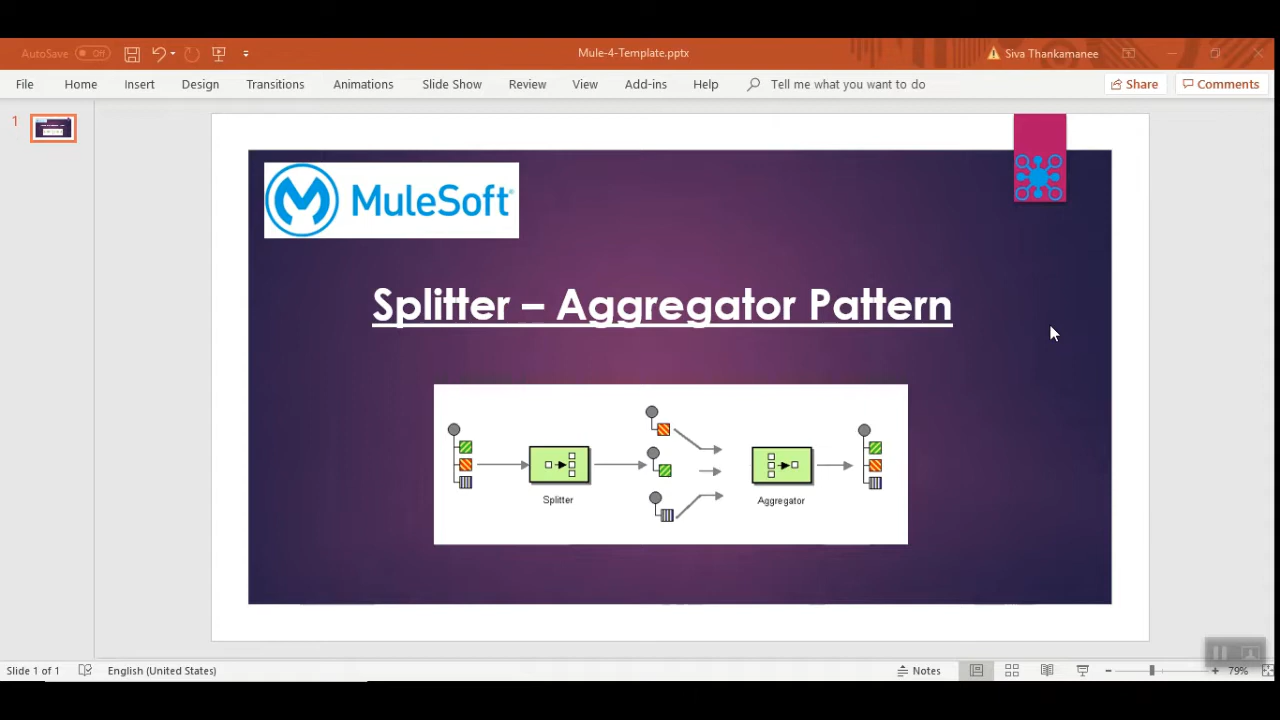 AutoSave Off Mule-4-Template.pptx Siva Thankamanee
File Home Insert Design Transitions Animations Slide Show Review View Add-ins Help Tell me what you want to do Share Comments
1
MuleSoft
Splitter – Aggregator Pattern
Splitter Aggregator
Slide 1 of 1 English (United States) Notes 79%